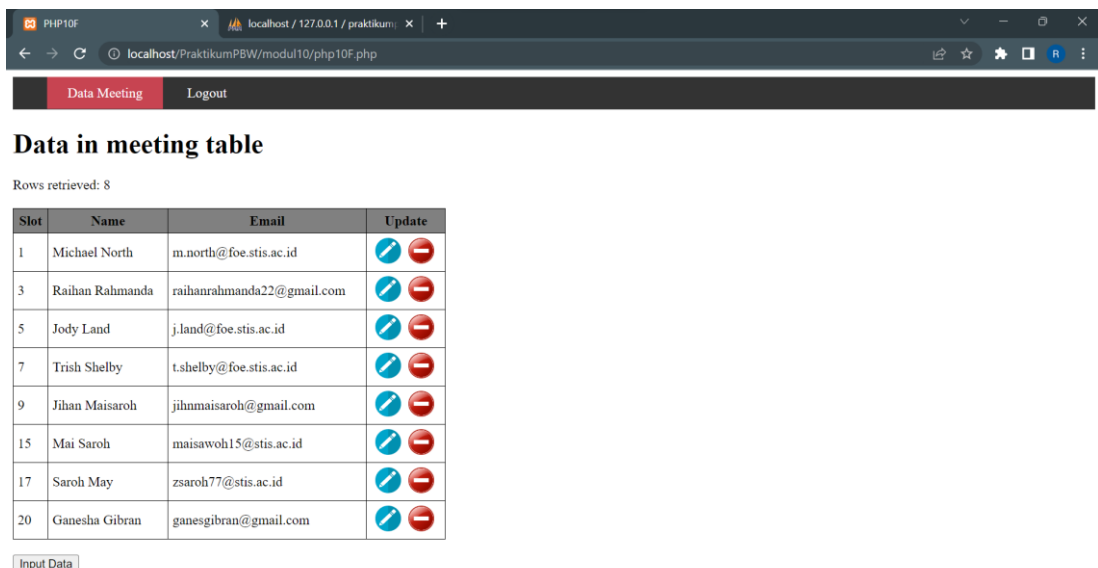 PHP10F
localhost / 127.0.0.1 / praktikum
localhost/PraktikumPBW/modul10/php10F.php
R
Data Meeting Logout
Data in meeting table
Rows retrieved: 8
Slot Name Email Update
1 Michael North m.north@foe.stis.ac.id
3 Raihan Rahmanda raihanrahmanda22@gmail.com
5 Jody Land j.land@foe.stis.ac.id
7 Trish Shelby t.shelby@foe.stis.ac.id
9 Jihan Maisaroh jihnmaisaroh@gmail.com
15 Mai Saroh maisawoh15@stis.ac.id
17 Saroh May zsaroh77@stis.ac.id
20 Ganesha Gibran ganesgibran@gmail.com
Input Data